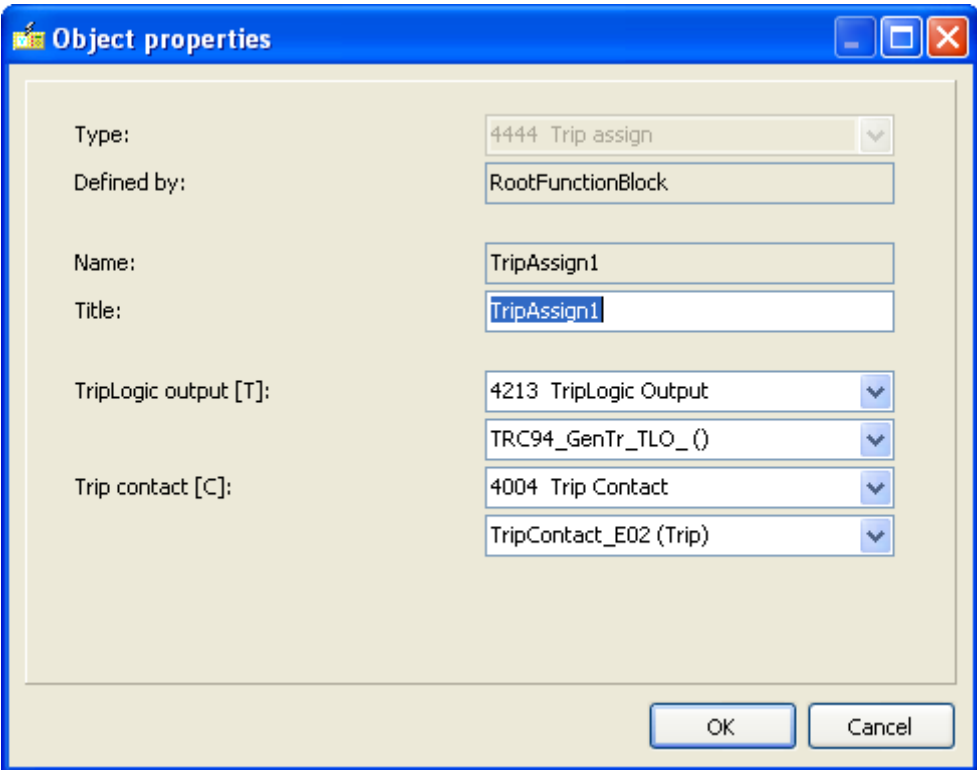 Object properties
Type: 4444 Trip assign
Defined by: RootFunctionBlock
Name: TripAssign1
Title: TripAssign1
TripLogic output [T]: 4213 TripLogic Output
TRC94_GenTr_TLO_ ()
Trip contact [C]: 4004 Trip Contact
TripContact_E02 (Trip)
OK Cancel